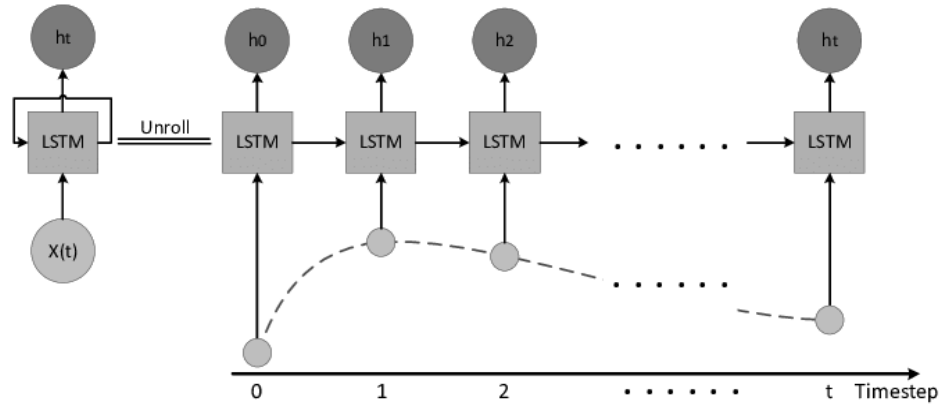 ht h0 h1 h2 ht
LSTM Unroll LSTM LSTM LSTM . . . . . . LSTM
X(t)
. . . . . .
0 1 2 . . . . . . t Timestep